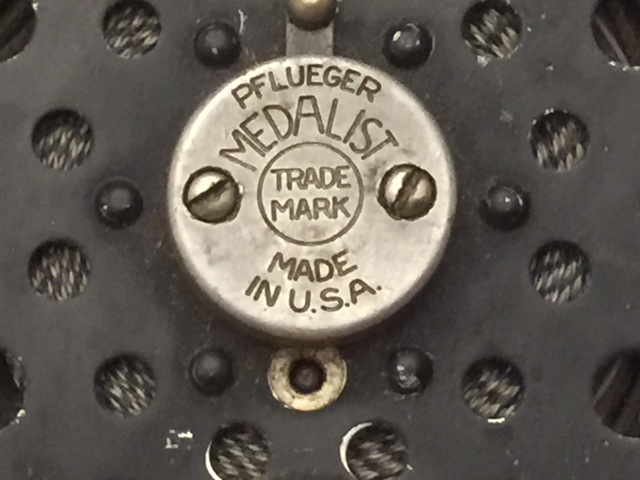 PFLUEGER
MEDALIST
TRADE
MARK
MADE
IN U.S.A.